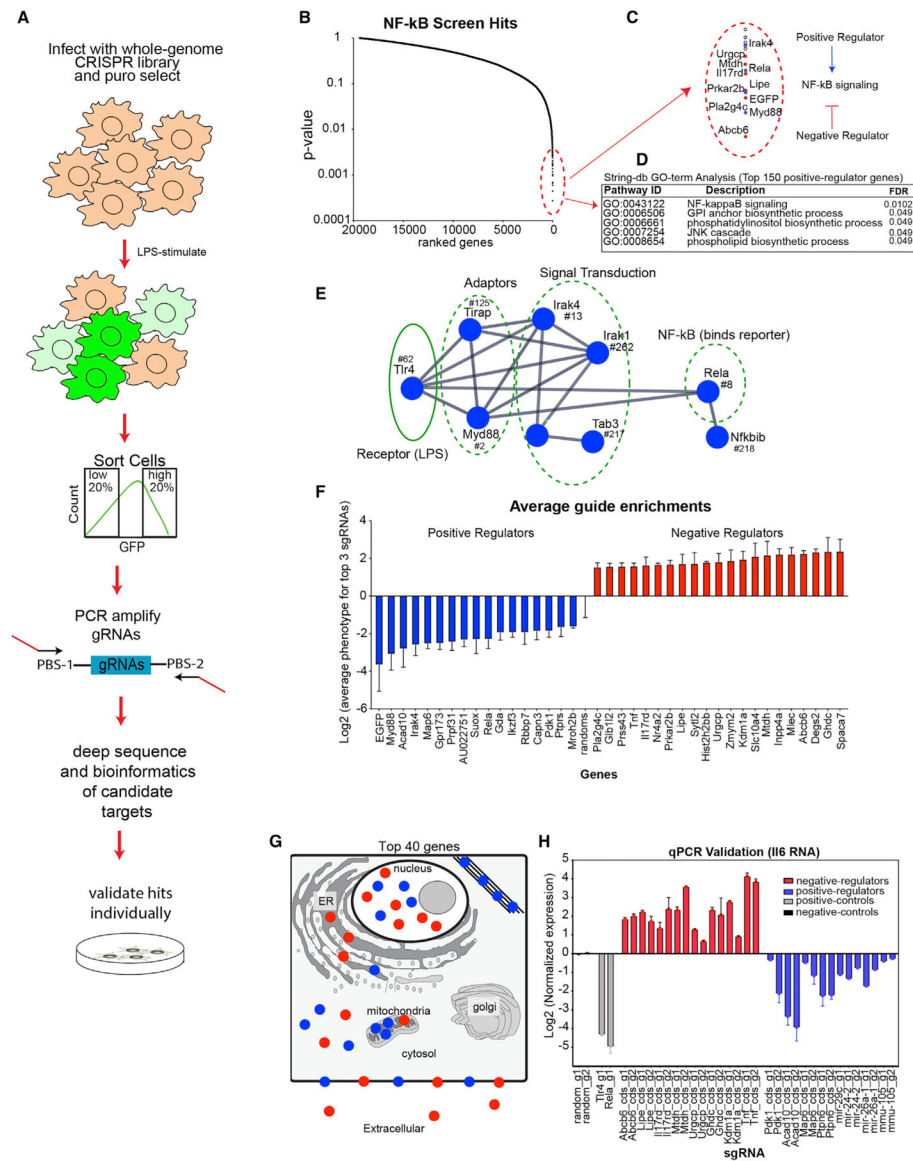 A
Infect with whole-genome
CRISPR library
and puro select
LPS-stimulate
Sort Cells
low
20%
high
20%
Count
GFP
PCR amplify
gRNAs
PBS-1
gRNAs
PBS-2
deep sequence
and bioinformatics
of candidate
targets
validate hits
individually
B
NF-kB Screen Hits
p-value
1
0.1
0.01
0.001
0.0001
20000
15000
10000
5000
0
ranked genes
C
Irak4
Urgcp
Mtdh
Rela
Il17rd
Lipe
Prkar2b
EGFP
Pla2g4c
Myd88
Abcb6
Positive Regulator
NF-kB signaling
Negative Regulator
D
String-db GO-term Analysis (Top 150 positive-regulator genes)
Pathway ID Description FDR
GO:0043122 NF-kappaB signaling 0.0102
GO:0006506 GPI anchor biosynthetic process 0.049
GO:0006661 phosphatidylinositol biosynthetic process 0.049
GO:0007254 JNK cascade 0.049
GO:0008654 phospholipid biosynthetic process 0.049
E
Adaptors
Signal Transduction
#125
Tirap
Irak4
#13
Irak1
#262
NF-kB (binds reporter)
#62
Tlr4
Rela
#8
Myd88
#2
Tab3
#217
Nfkbib
#218
Receptor (LPS)
F
Average guide enrichments
Positive Regulators
Negative Regulators
Log2 (average phenotype for top 3 sgRNAs)
4
2
0
-2
-4
-6
EGFP
Myd88
Acad10
Irak4
Map6
Gpr173
Prpf31
AU022751
Suox
Rela
Gda
Ikzf3
Rbbp7
Capn3
Pdk1
Ptprs
Mroh2b
randoms
Pla2g4c
Glb1l2
Prss43
Tnf
Il17rd
Nr4a2
Prkar2b
Lipe
Sytl2
Hist2h2bb
Urgcp
Zmym2
Kdm1a
Slc10a4
Mtdh
Inpp4a
Mlec
Abcb6
Degs2
Ghdc
Spaca7
Genes
G
Top 40 genes
nucleus
ER
mitochondria
golgi
cytosol
Extracellular
H
qPCR Validation (Il6 RNA)
negative-regulators
positive-regulators
positive-controls
negative-controls
Log2 (Normalized expression)
5
4
3
2
1
0
-1
-2
-3
-4
-5
random_g1
random_g2
Tlr4 g1
Rela_g1
Abcb6_cds_g1
Abcb6_cds_g2
Lipe_cds_g1
Lipe_cds_g2
Il17rd_cds_g1
Il17rd_cds_g2
Mtdh_cds_g1
Mtdh_cds_g2
Urgcp_cds_g1
Urgcp_cds_g2
Ghdc_cds_g1
Ghdc_cds_g2
Kdm1a_cds_g1
Kdm1a_cds_g2
Tnf_cds_g1
Tnf_cds_g2
Pdk1_cds_g1
Pdk1_cds_g2
Acad10_cds_g1
Acad10_cds_g2
Map6_cds_g1
Map6_cds_g2
Ptpn6_cds_g1
Ptpn6_cds_g2
mir-29c_g1
mir-24-2_g1
mir-24-2_g2
mir-26a-1_g1
mir-26a-1_g2
mmu-105_g1
mmu-105_g2
sgRNA